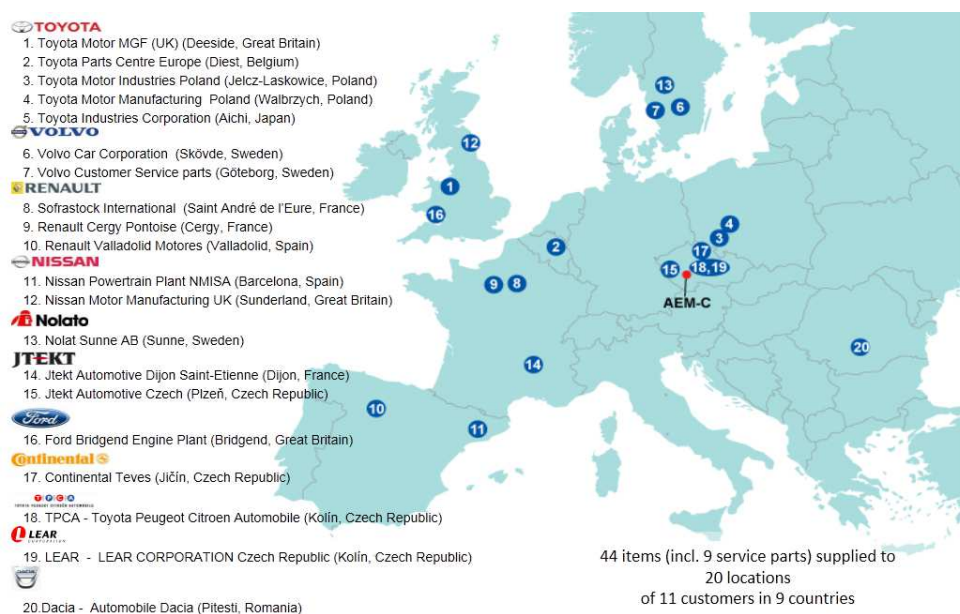 TOYOTA
1. Toyota Motor MGF (UK) (Deeside, Great Britain)
2. Toyota Parts Centre Europe (Diest, Belgium)
3. Toyota Motor Industries Poland (Jelcz-Laskowice, Poland)
4. Toyota Motor Manufacturing Poland (Walbrzych, Poland)
5. Toyota Industries Corporation (Aichi, Japan)
VOLVO
6. Volvo Car Corporation (Skövde, Sweden)
7. Volvo Customer Service parts (Göteborg, Sweden)
RENAULT
8. Sofrastock International (Saint André de l'Eure, France)
9. Renault Cergy Pontoise (Cergy, France)
10. Renault Valladolid Motores (Valladolid, Spain)
NISSAN
11. Nissan Powertrain Plant NMISA (Barcelona, Spain)
12. Nissan Motor Manufacturing UK (Sunderland, Great Britain)
Nolato
13. Nolat Sunne AB (Sunne, Sweden)
JTEKT
14. Jtekt Automotive Dijon Saint-Etienne (Dijon, France)
15. Jtekt Automotive Czech (Plzeň, Czech Republic)
Ford
16. Ford Bridgend Engine Plant (Bridgend, Great Britain)
Continental
17. Continental Teves (Jičín, Czech Republic)
TPCA
TOYOTA PEUGEOT CITROËN AUTOMOBILE
18. TPCA - Toyota Peugeot Citroen Automobile (Kolín, Czech Republic)
LEAR
CORPORATION
19. LEAR - LEAR CORPORATION Czech Republic (Kolín, Czech Republic)
DACIA
20.Dacia - Automobile Dacia (Pitesti, Romania)
13
7
6
12
1
16
4
3
2
17
15
18,19
9
8
AEM-C
20
14
10
11
44 items (incl. 9 service parts) supplied to
20 locations
of 11 customers in 9 countries